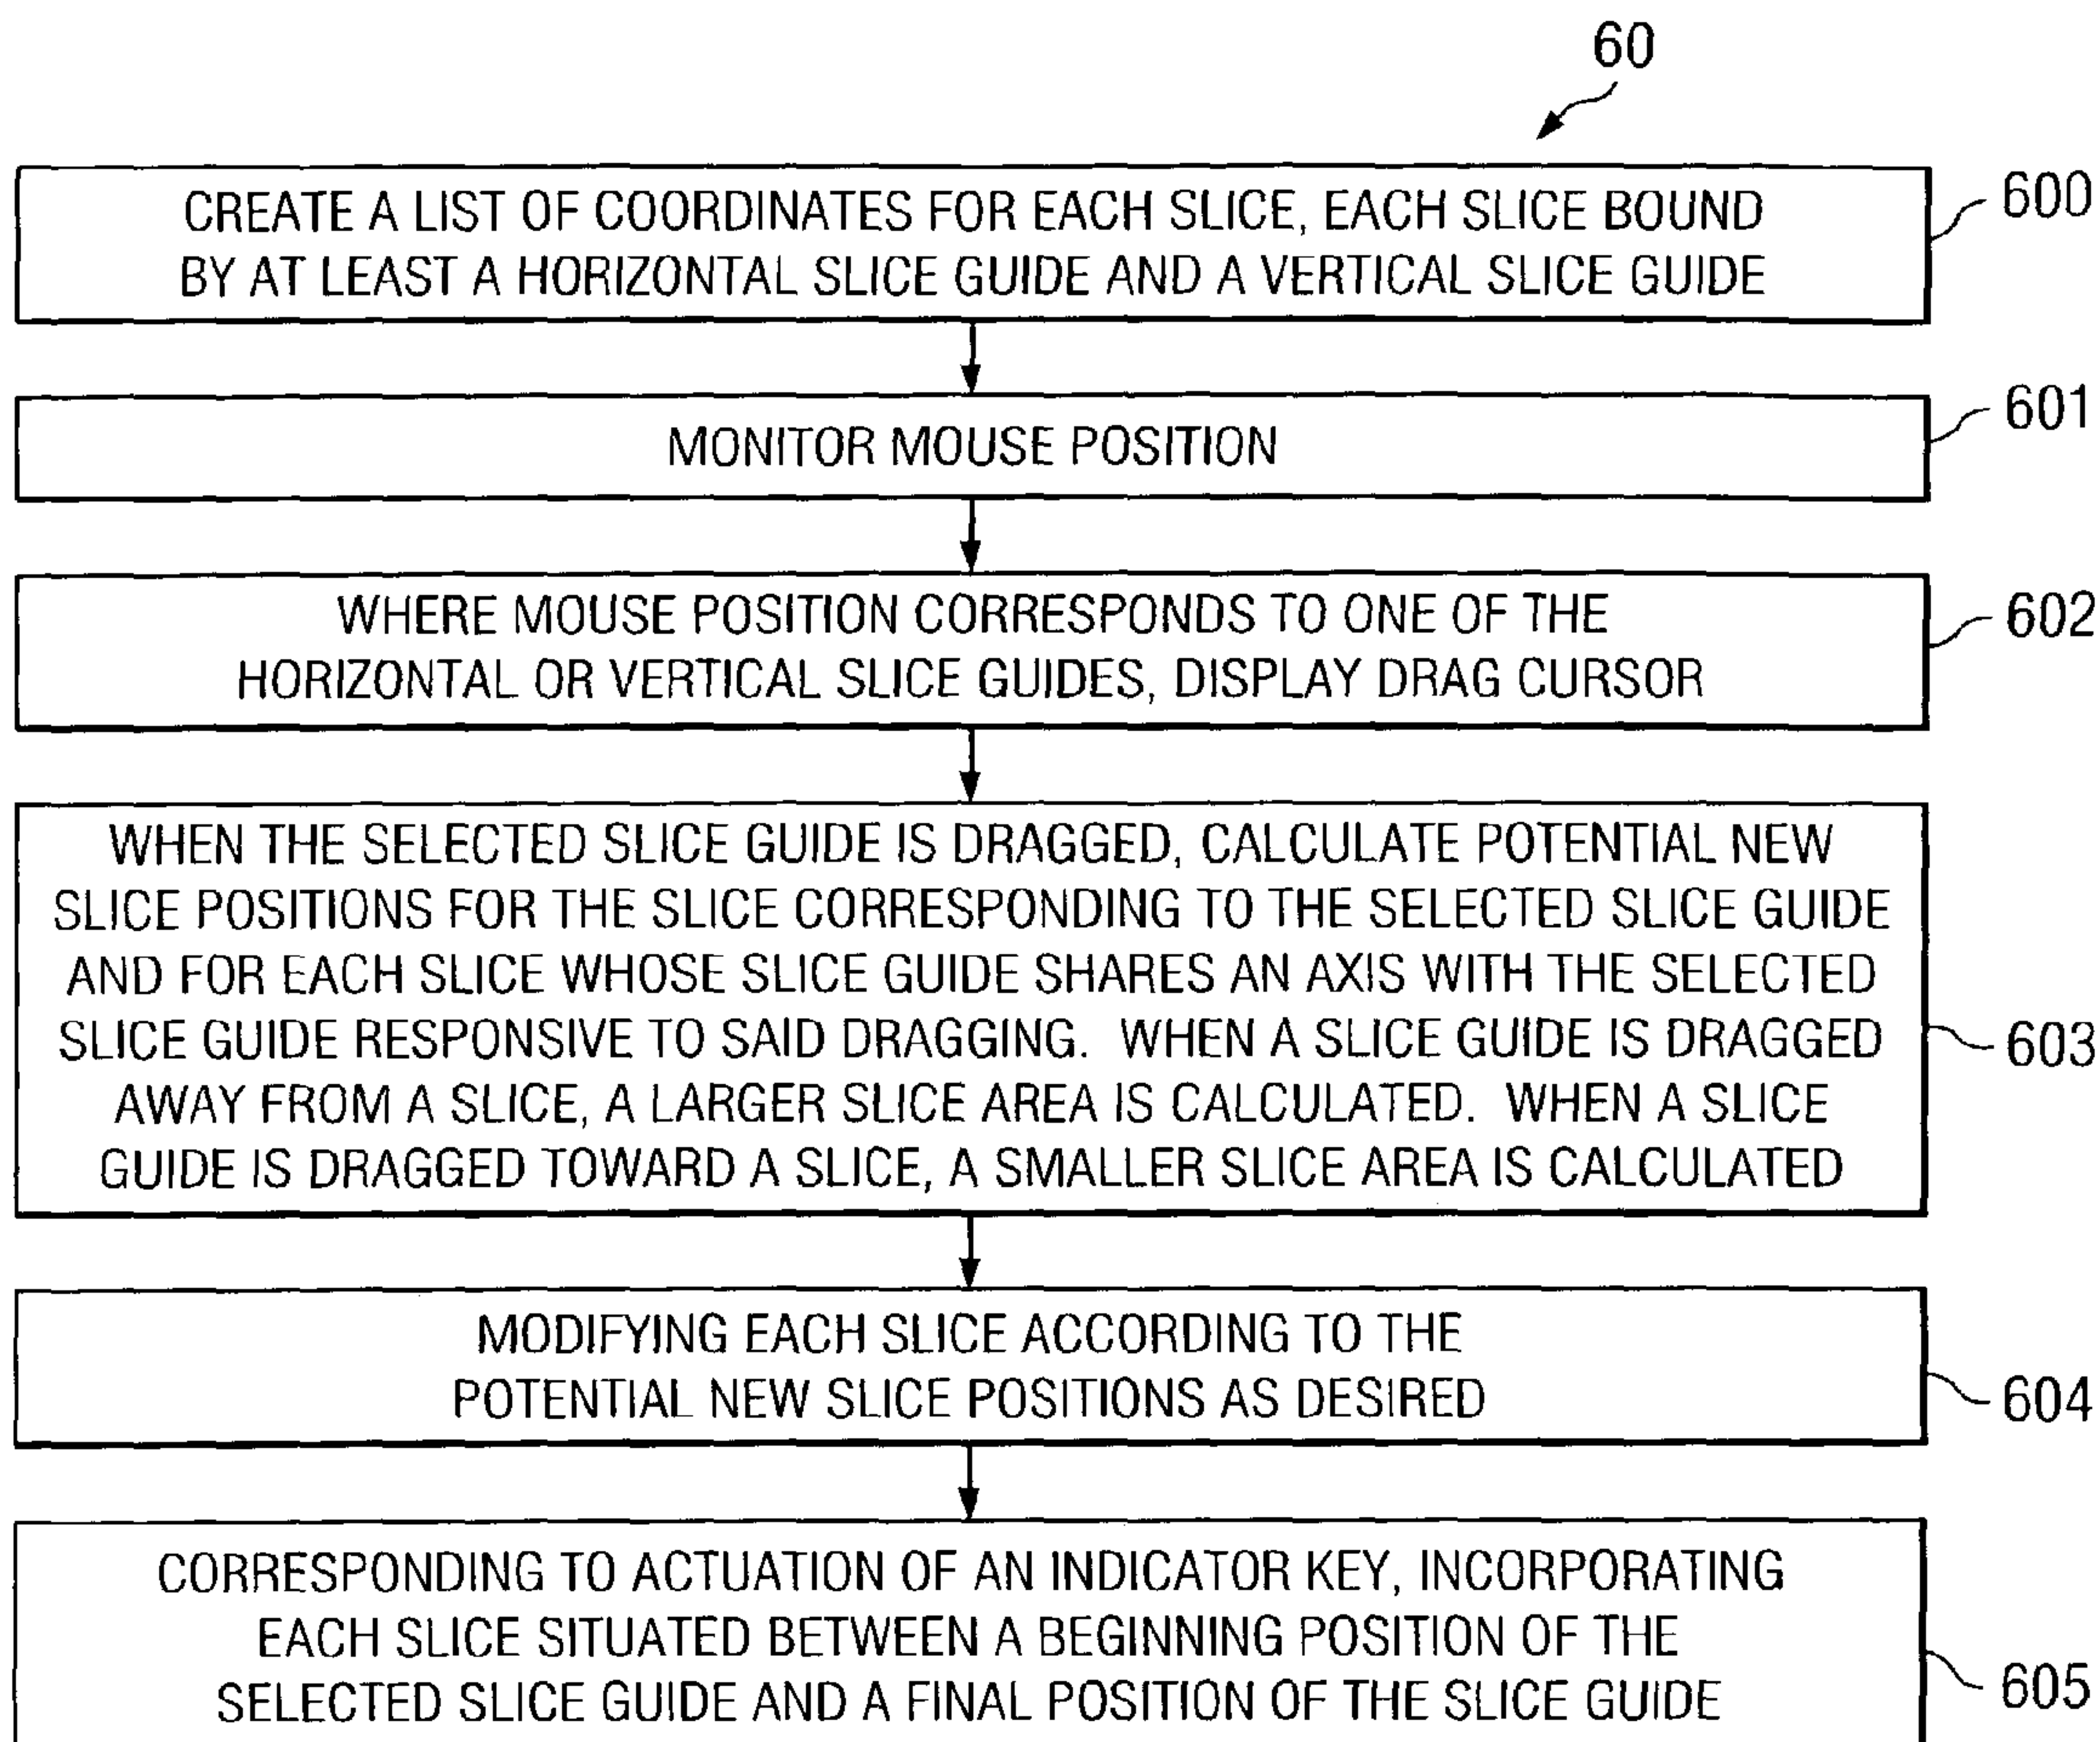 60
CREATE A LIST OF COORDINATES FOR EACH SLICE, EACH SLICE BOUND
BY AT LEAST A HORIZONTAL SLICE GUIDE AND A VERTICAL SLICE GUIDE
600
MONITOR MOUSE POSITION
601
WHERE MOUSE POSITION CORRESPONDS TO ONE OF THE
HORIZONTAL OR VERTICAL SLICE GUIDES, DISPLAY DRAG CURSOR
602
WHEN THE SELECTED SLICE GUIDE IS DRAGGED, CALCULATE POTENTIAL NEW
SLICE POSITIONS FOR THE SLICE CORRESPONDING TO THE SELECTED SLICE GUIDE
AND FOR EACH SLICE WHOSE SLICE GUIDE SHARES AN AXIS WITH THE SELECTED
SLICE GUIDE RESPONSIVE TO SAID DRAGGING. WHEN A SLICE GUIDE IS DRAGGED
AWAY FROM A SLICE, A LARGER SLICE AREA IS CALCULATED. WHEN A SLICE
GUIDE IS DRAGGED TOWARD A SLICE, A SMALLER SLICE AREA IS CALCULATED
603
MODIFYING EACH SLICE ACCORDING TO THE
POTENTIAL NEW SLICE POSITIONS AS DESIRED
604
CORRESPONDING TO ACTUATION OF AN INDICATOR KEY, INCORPORATING
EACH SLICE SITUATED BETWEEN A BEGINNING POSITION OF THE
SELECTED SLICE GUIDE AND A FINAL POSITION OF THE SLICE GUIDE
605